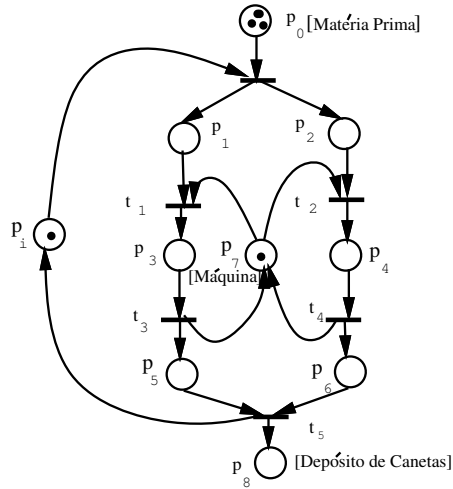 p0 [Matéria Prima]
p1
p2
t1
t2
pi
p3
p7
p4
[Máquina]
t3
t4
p5
p6
t5
p8
[Depósito de Canetas]